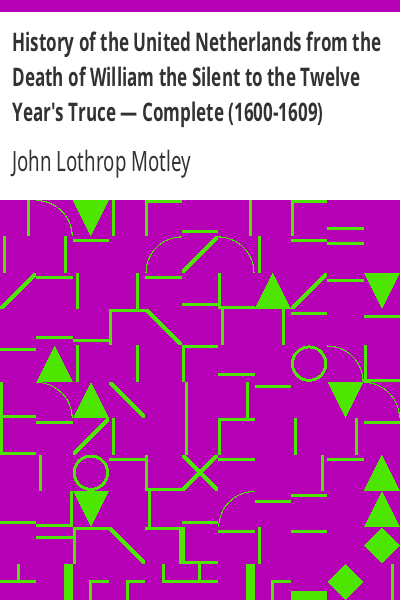 History of the United Netherlands from the
Death of William the Silent to the Twelve
Year's Truce — Complete (1600-1609)
John Lothrop Motley